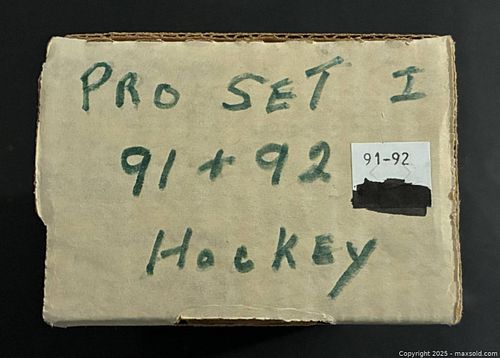 PRO SET I
91 + 92
91-92
HocKEY
Copyright 2025 - maxsold.com